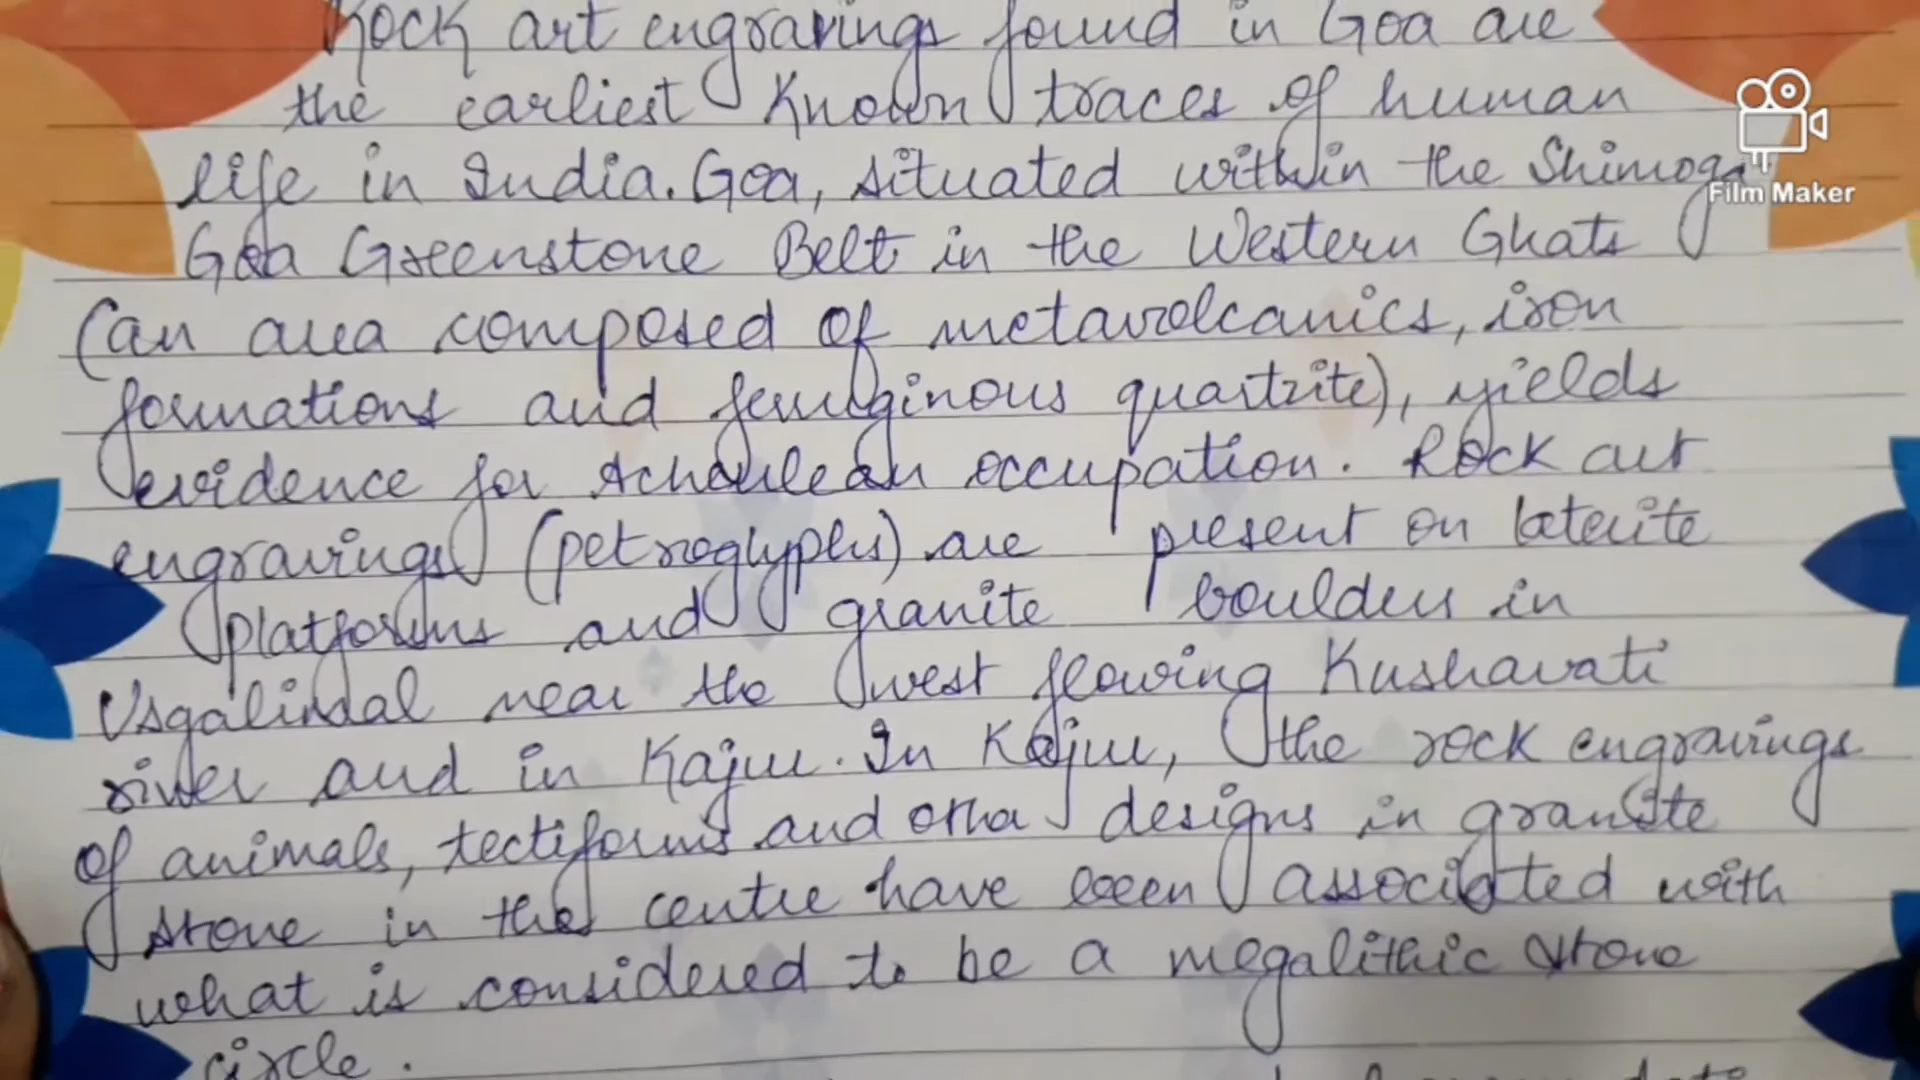 Rock art engravings found in Goa are
the earliest Known traces of human
life in India. Goa, situated within the Shimoga
Film Maker
Goa Greenstone Belt in the Western Ghats
(an area composed of metavolcanics, iron
formations and ferruginous quartzite), yields
evidence for Acheulean occupation. Rock art
engravings (petroglyphs) are present on laterite
platforms and granite boulders in
Usgalimal near the west flowing Kushavati
river and in Kajur. In Kajur, the rock engravings
of animals, tectiforms and other designs in granite
stone in the centre have been associated with
what is considered to be a megalithic stone
circle.